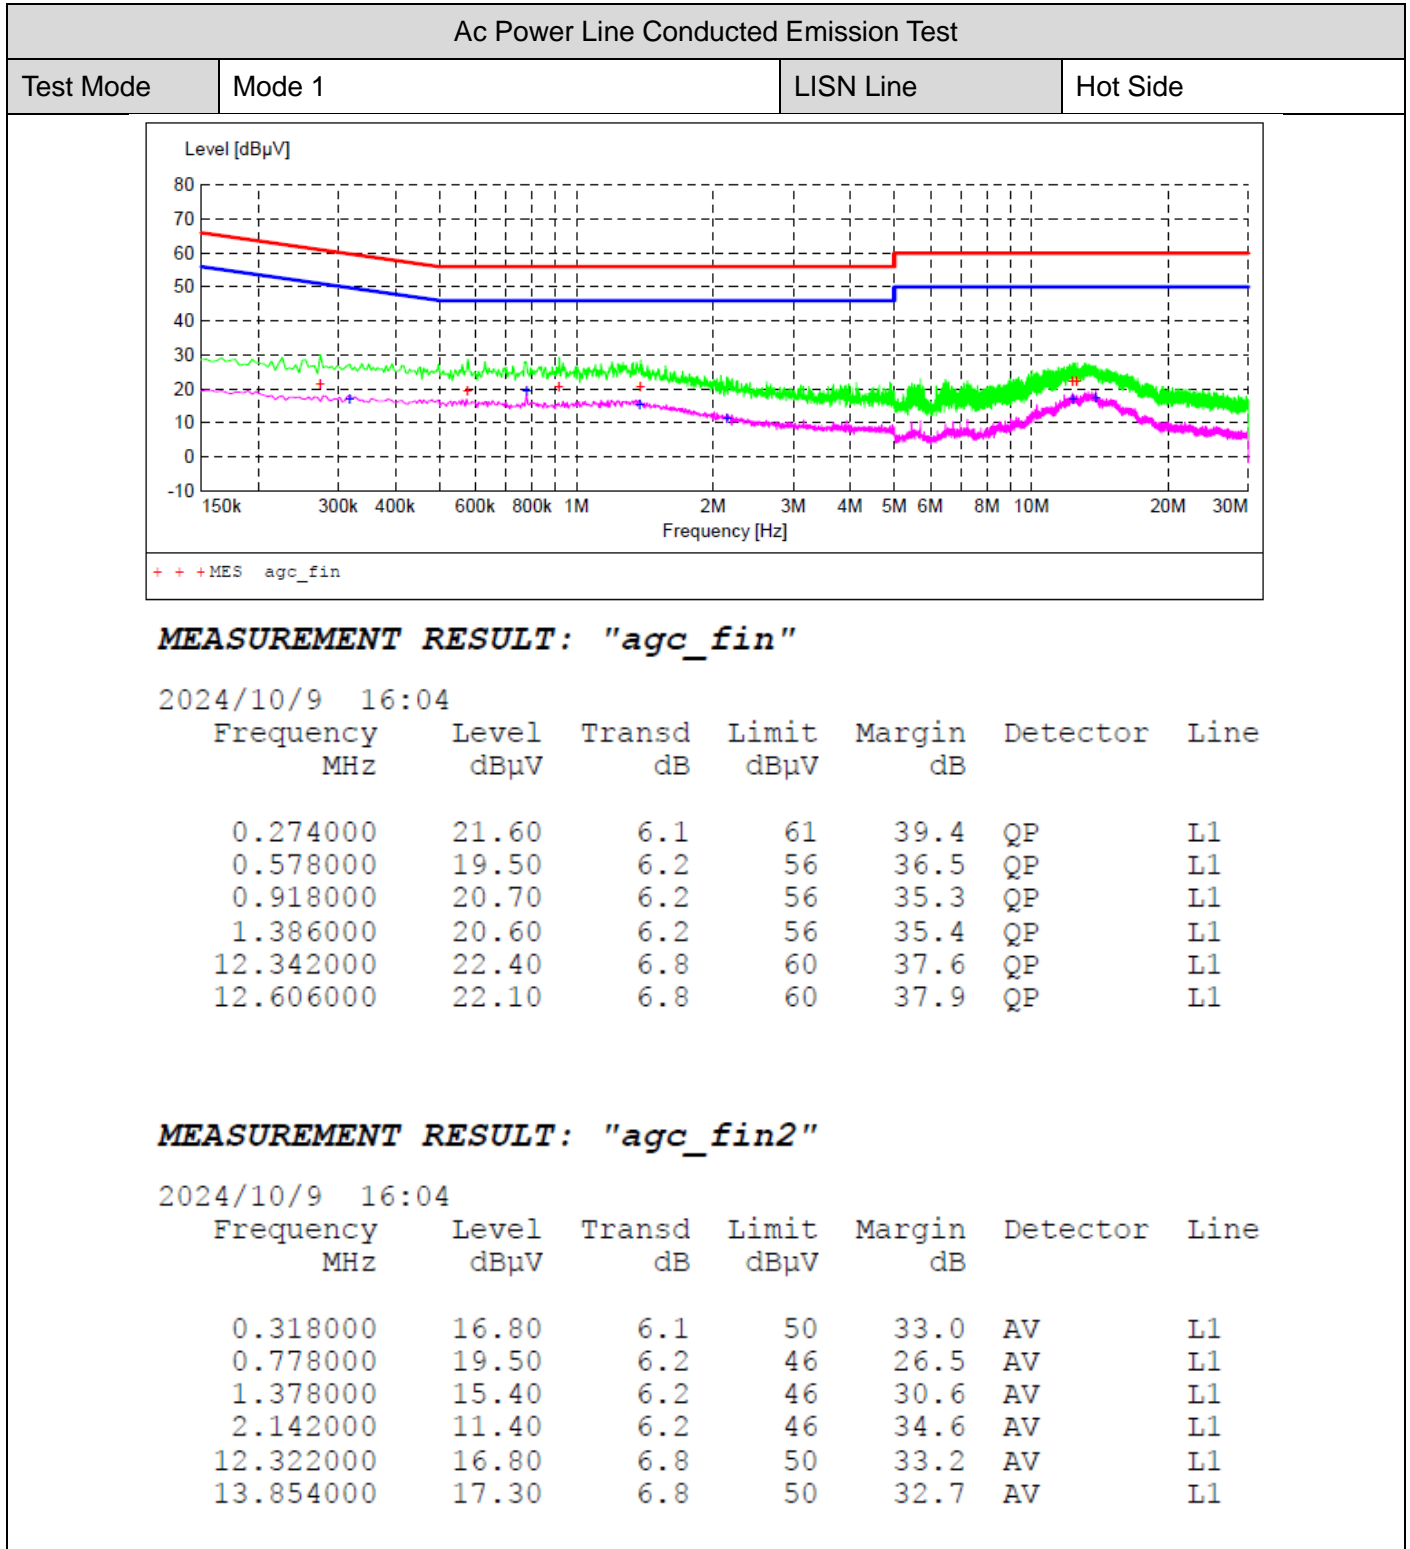 Ac Power Line Conducted Emission Test
Test Mode Mode 1 LISN Line Hot Side
Level [dBµV]
80
70
60
50
40
30
20
10
0
-10
150k 300k 400k 600k 800k 1M 2M 3M 4M 5M 6M 8M 10M 20M 30M
Frequency [Hz]
+ + + MES agc_fin
MEASUREMENT RESULT: "agc_fin"
2024/10/9 16:04
Frequency Level Transd Limit Margin Detector Line
MHz dBµV dB dBµV dB
0.274000 21.60 6.1 61 39.4 QP L1
0.578000 19.50 6.2 56 36.5 QP L1
0.918000 20.70 6.2 56 35.3 QP L1
1.386000 20.60 6.2 56 35.4 QP L1
12.342000 22.40 6.8 60 37.6 QP L1
12.606000 22.10 6.8 60 37.9 QP L1
MEASUREMENT RESULT: "agc_fin2"
2024/10/9 16:04
Frequency Level Transd Limit Margin Detector Line
MHz dBµV dB dBµV dB
0.318000 16.80 6.1 50 33.0 AV L1
0.778000 19.50 6.2 46 26.5 AV L1
1.378000 15.40 6.2 46 30.6 AV L1
2.142000 11.40 6.2 46 34.6 AV L1
12.322000 16.80 6.8 50 33.2 AV L1
13.854000 17.30 6.8 50 32.7 AV L1